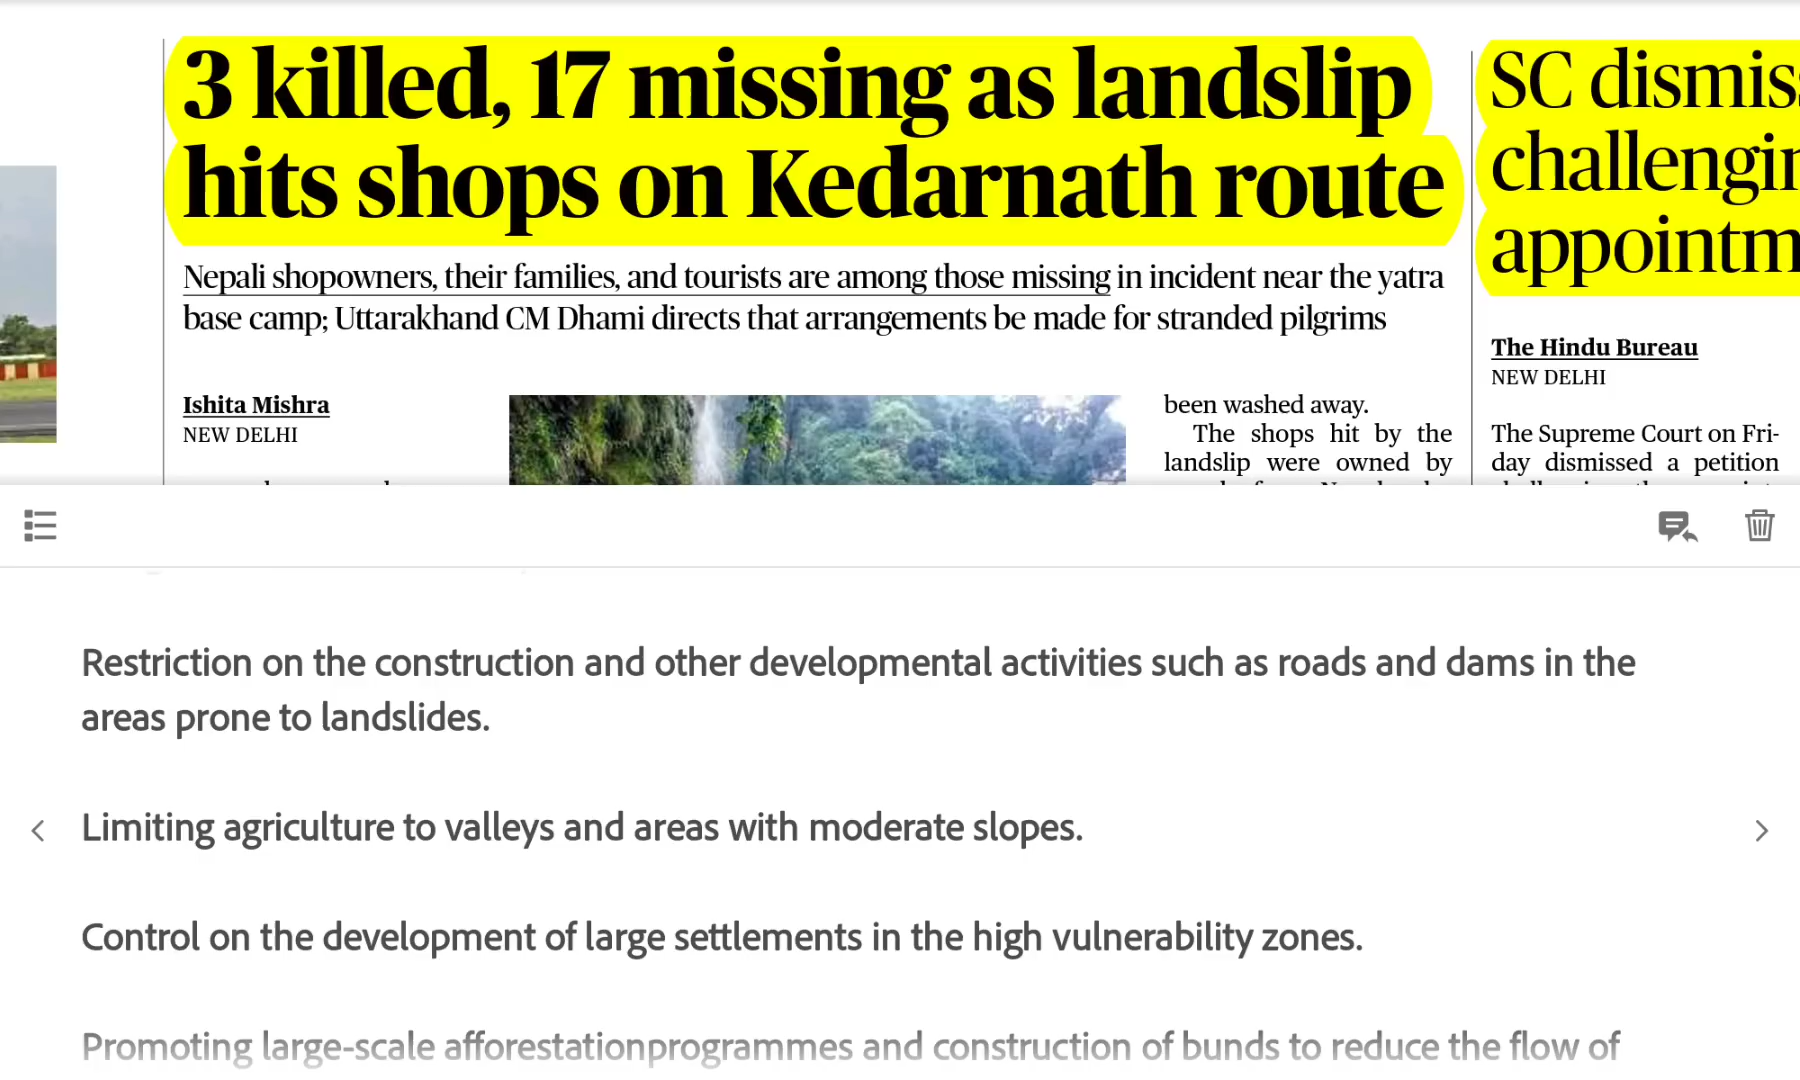 3 killed, 17 missing as landslip
hits shops on Kedarnath route
Nepali shopowners, their families, and tourists are among those missing in incident near the yatra
base camp; Uttarakhand CM Dhami directs that arrangements be made for stranded pilgrims
Ishita Mishra
NEW DELHI
been washed away.
The shops hit by the
landslip were owned by
SC dismis
challengin
appointm
The Hindu Bureau
NEW DELHI
The Supreme Court on Fri-
day dismissed a petition
Restriction on the construction and other developmental activities such as roads and dams in the
areas prone to landslides.
Limiting agriculture to valleys and areas with moderate slopes.
Control on the development of large settlements in the high vulnerability zones.
Promoting large-scale afforestationprogrammes and construction of bunds to reduce the flow of